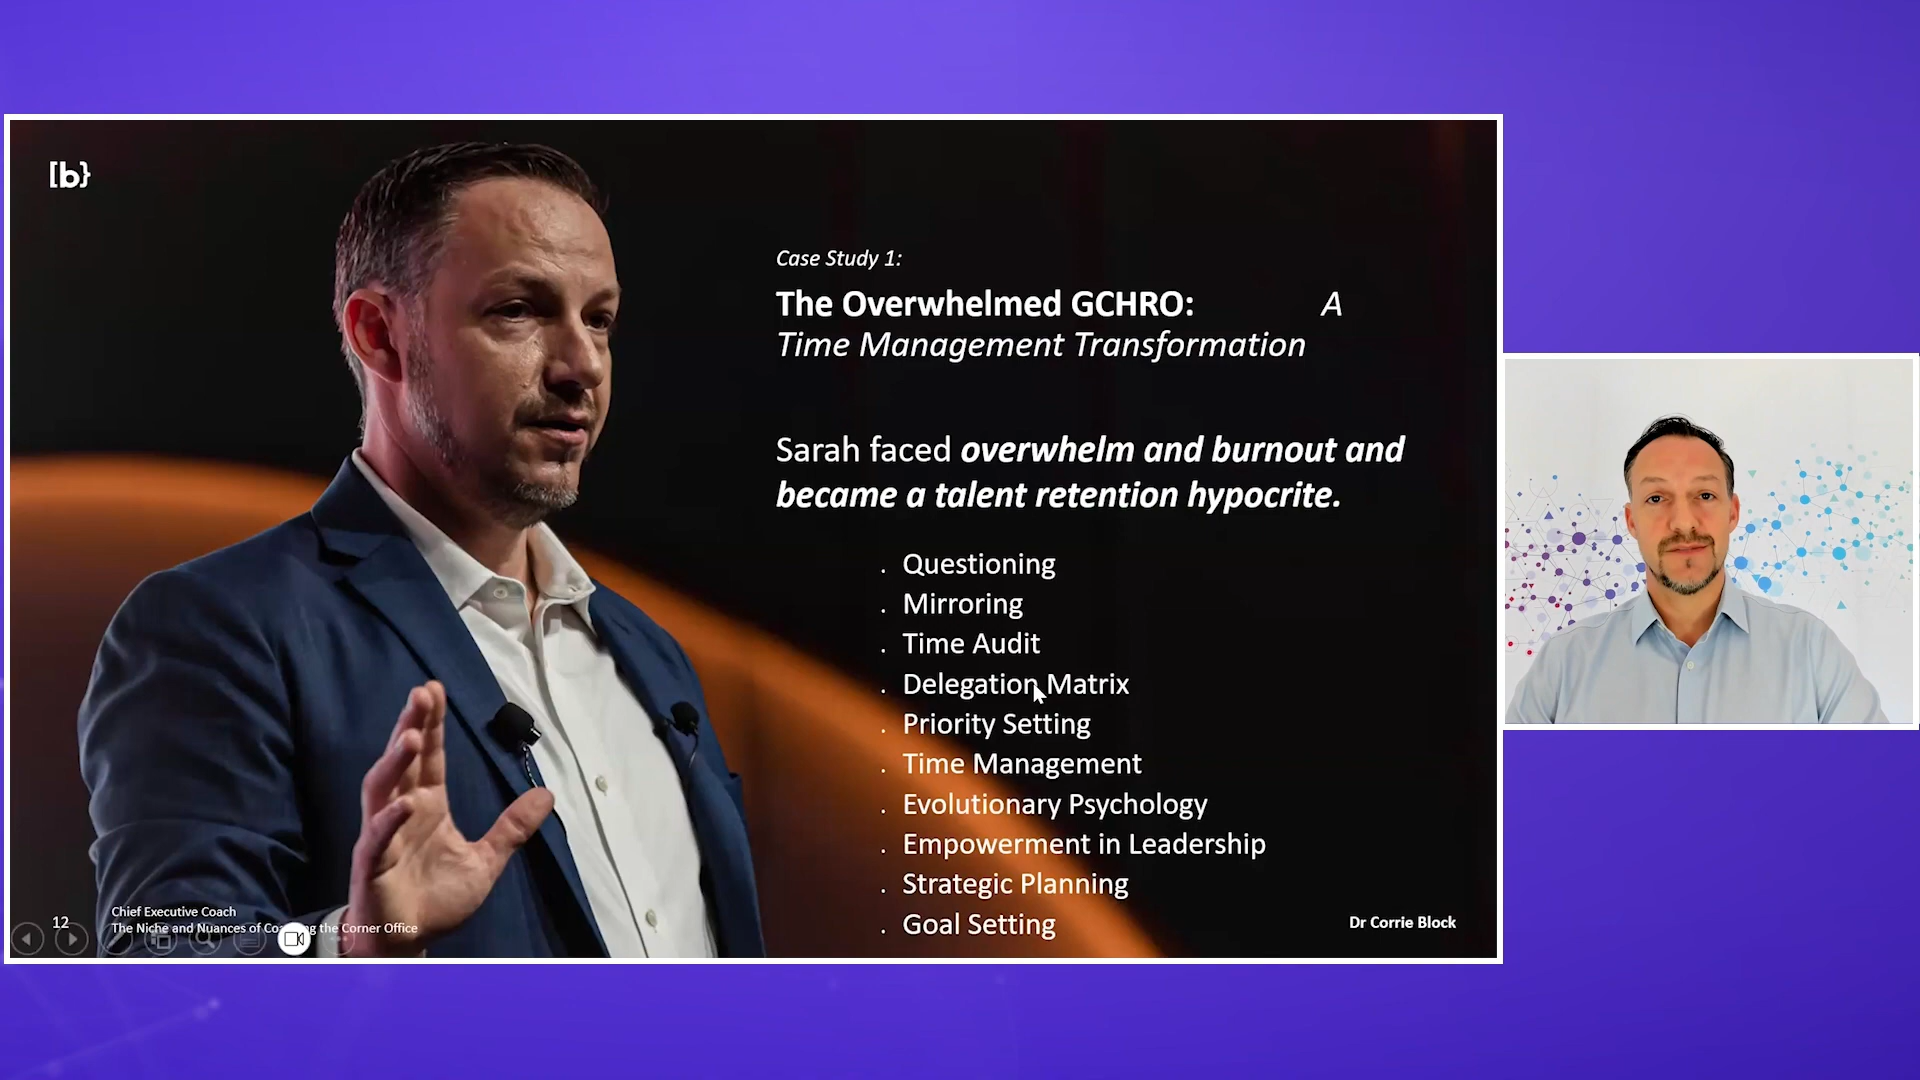 [b}
Case Study 1:
The Overwhelmed GCHRO: A
Time Management Transformation
Sarah faced overwhelm and burnout and
became a talent retention hypocrite.
. Questioning
. Mirroring
. Time Audit
. Delegation Matrix
. Priority Setting
. Time Management
. Evolutionary Psychology
. Empowerment in Leadership
. Strategic Planning
. Goal Setting
12
Chief Executive Coach
The Niche and Nuances of the Corner Office
Dr Corrie Block